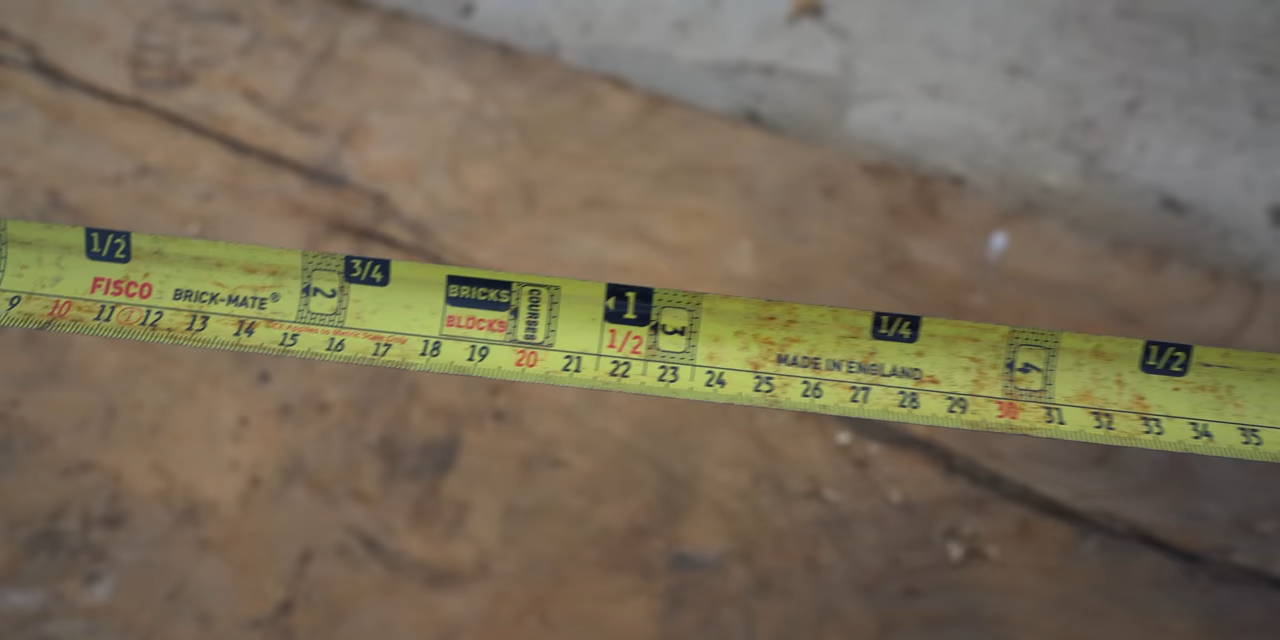 1/2 3/4 BRICKS COURSES 1 1/4 1/2
FISCO BRICK-MATE® 2 BLOCKS 1/2 3 MADE IN ENGLAND 4
9 10 11 1 12 13 14 15 16 17 18 19 20 21 22 23 24 25 26 27 28 29 30 31 32 33 34 35